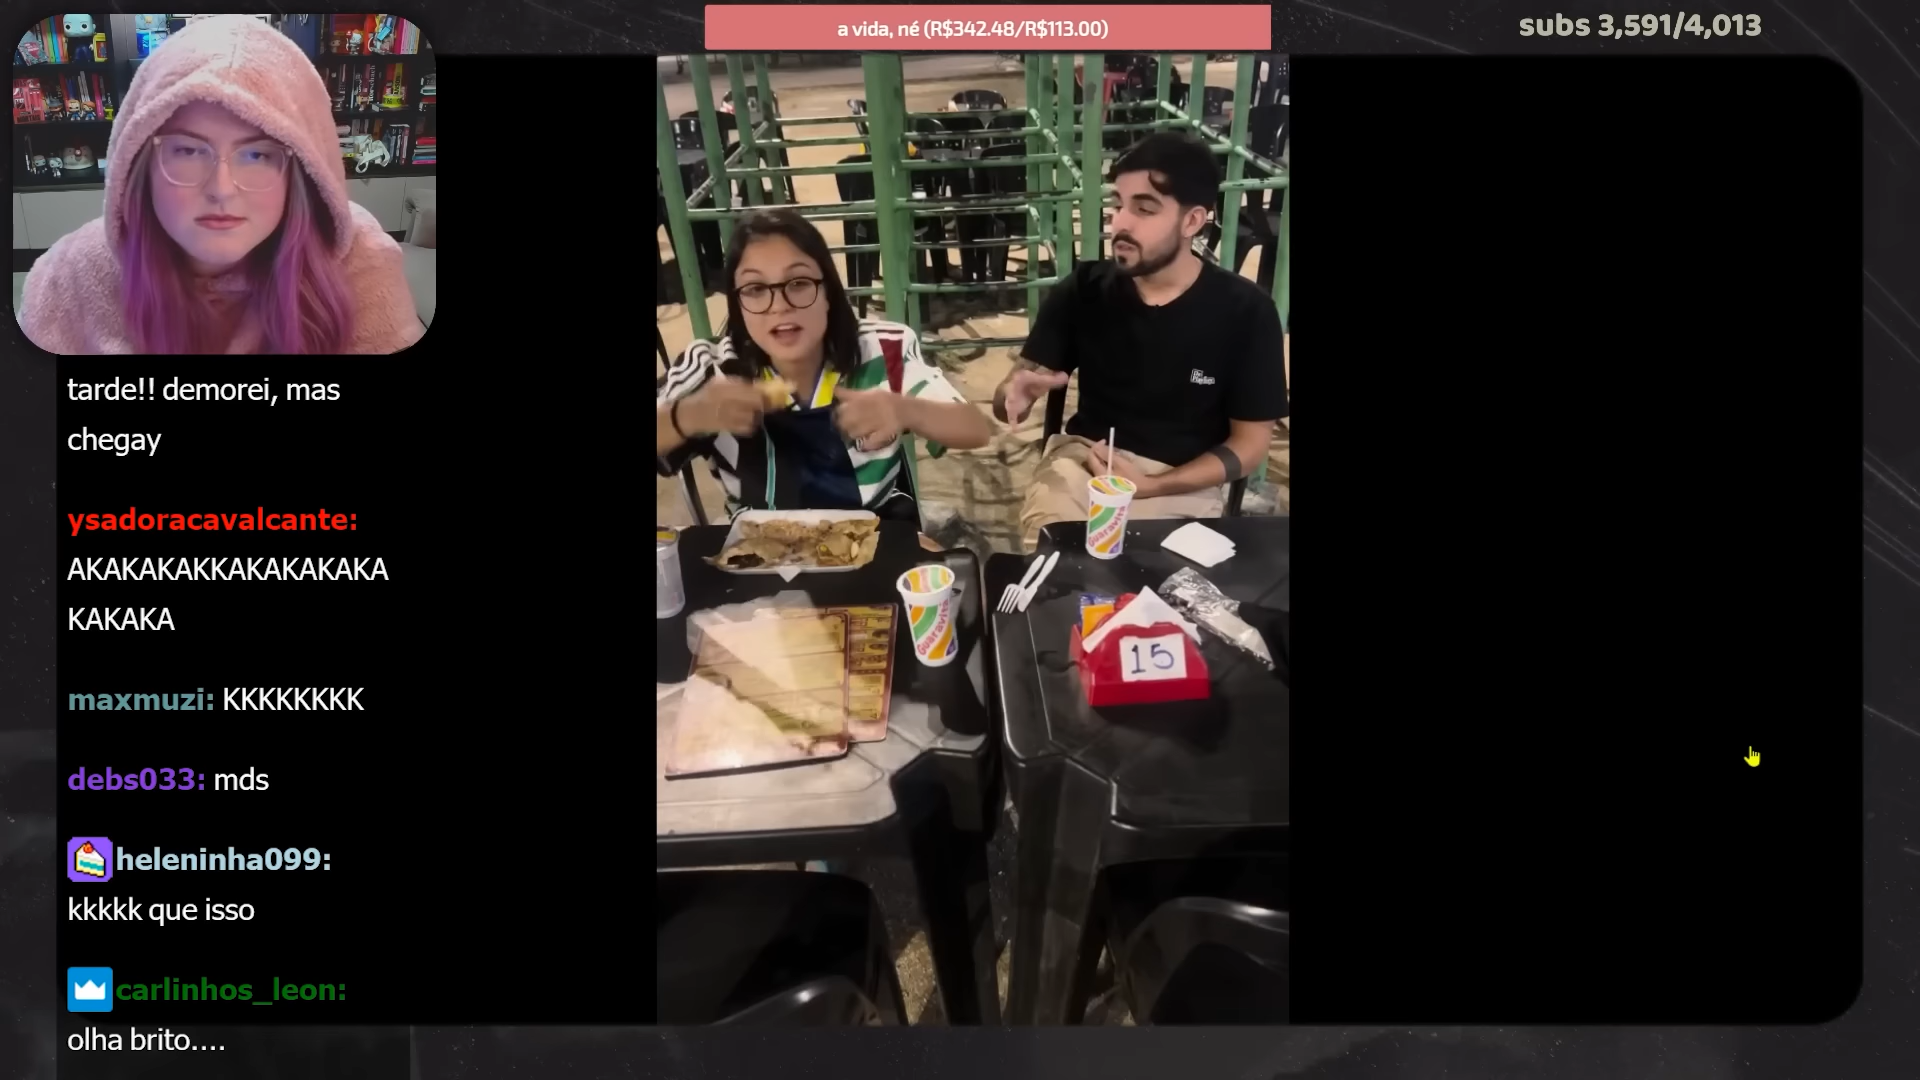 a vida, né (R$342.48/R$113.00)
subs 3,591/4,013
tarde!! demorei, mas
chegay
ysadoracavalcante:
AKAKAKAKKAKAKAKAKA
KAKAKA
maxmuzi: KKKKKKKK
debs033: mds
heleninha099:
kkkkk que isso
carlinhos_leon:
olha brito....
Guaravita
Guaravita
15